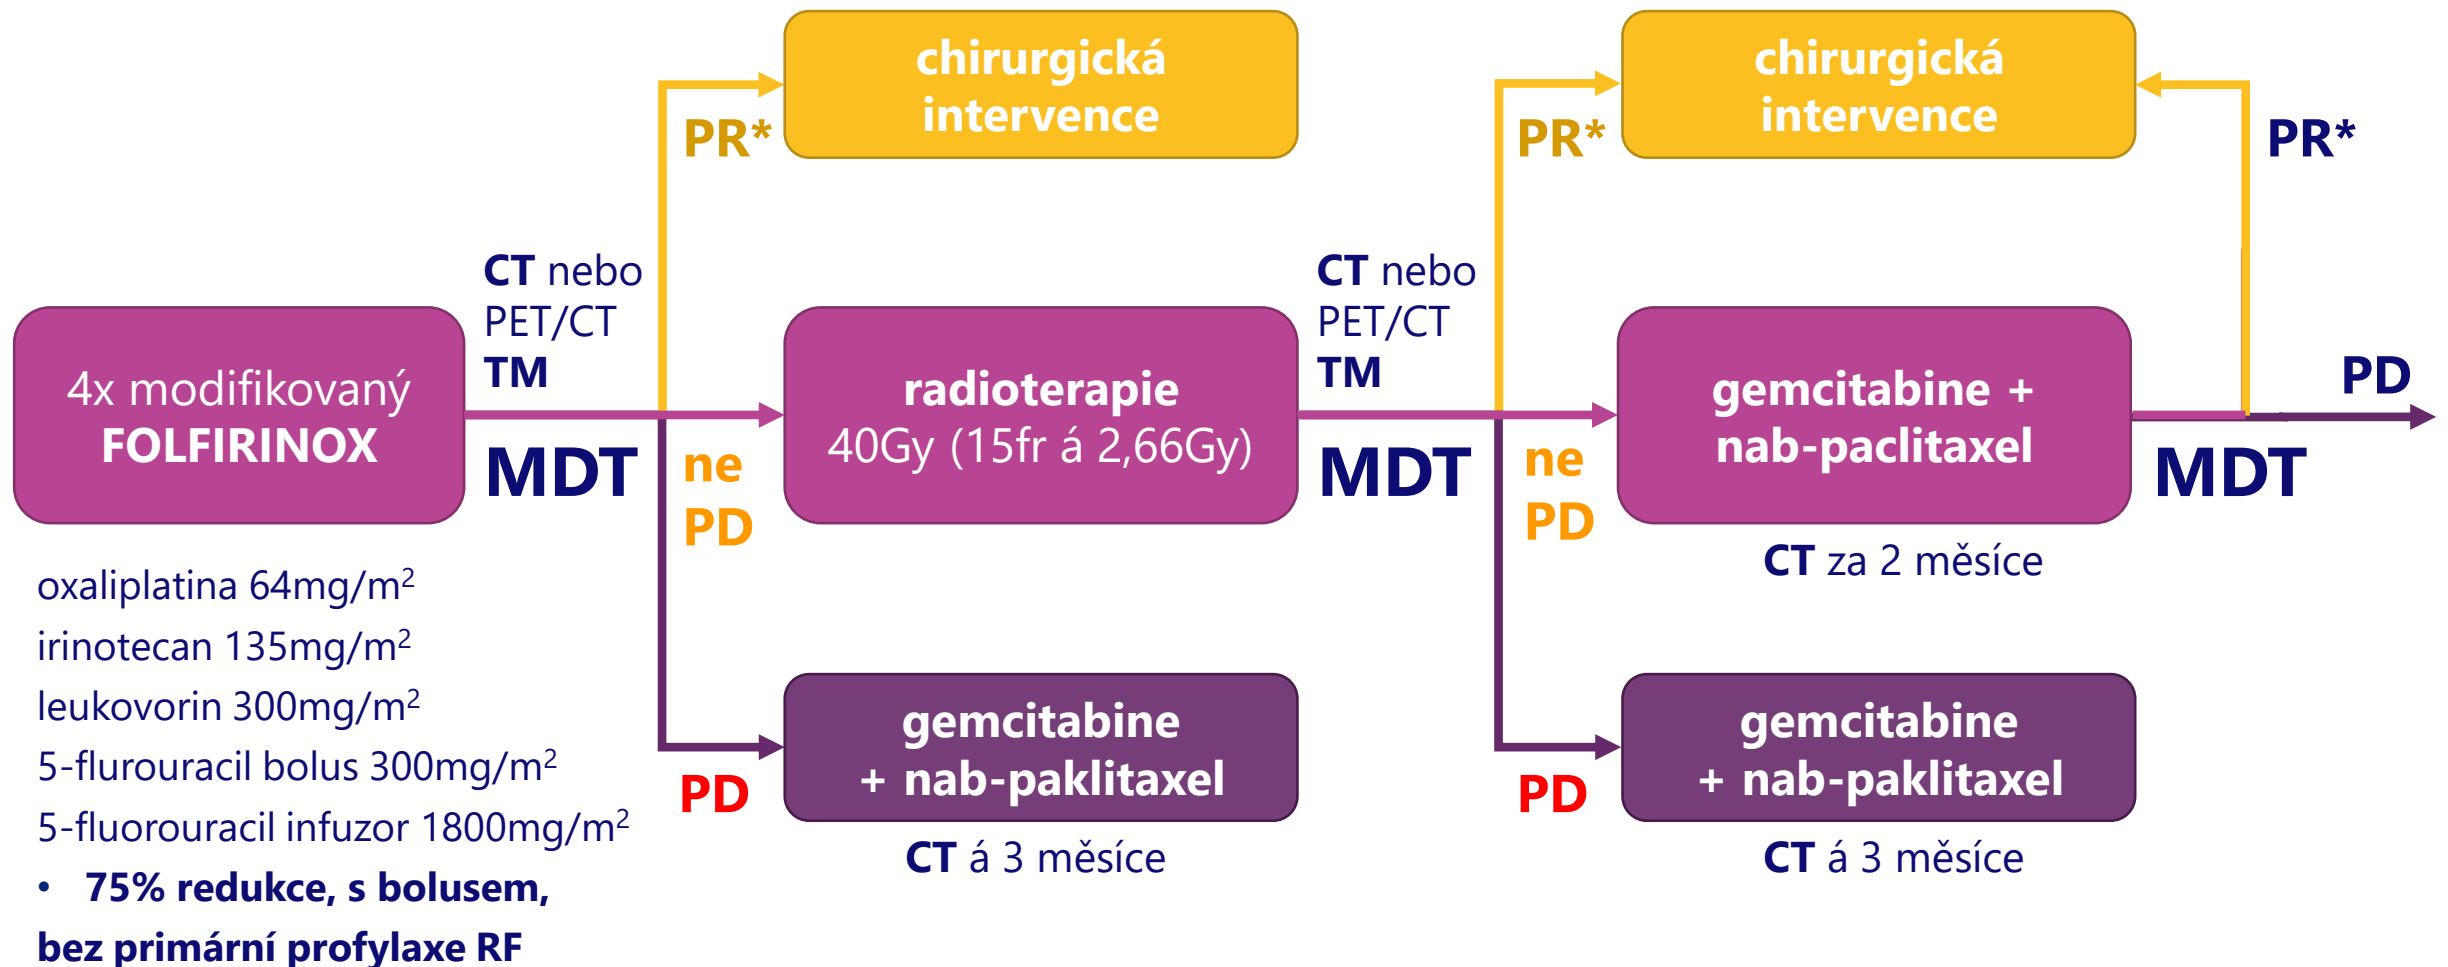 chirurgická
intervence
chirurgická
intervence
PR*
PR*
PR*
CT nebo
PET/CT
TM
CT nebo
PET/CT
TM
4x modifikovaný
FOLFIRINOX
MDT
ne
PD
radioterapie
40Gy (15fr á 2,66Gy)
MDT
ne
PD
gemcitabine +
nab-paclitaxel
CT za 2 měsíce
MDT
PD
oxaliplatina 64mg/m²
irinotecan 135mg/m²
leukovorin 300mg/m²
5-flurouracil bolus 300mg/m²
5-fluorouracil infuzor 1800mg/m²
• 75% redukce, s bolusem,
bez primární profylaxe RF
PD
gemcitabine
+ nab-paklitaxel
CT á 3 měsíce
PD
gemcitabine
+ nab-paklitaxel
CT á 3 měsíce